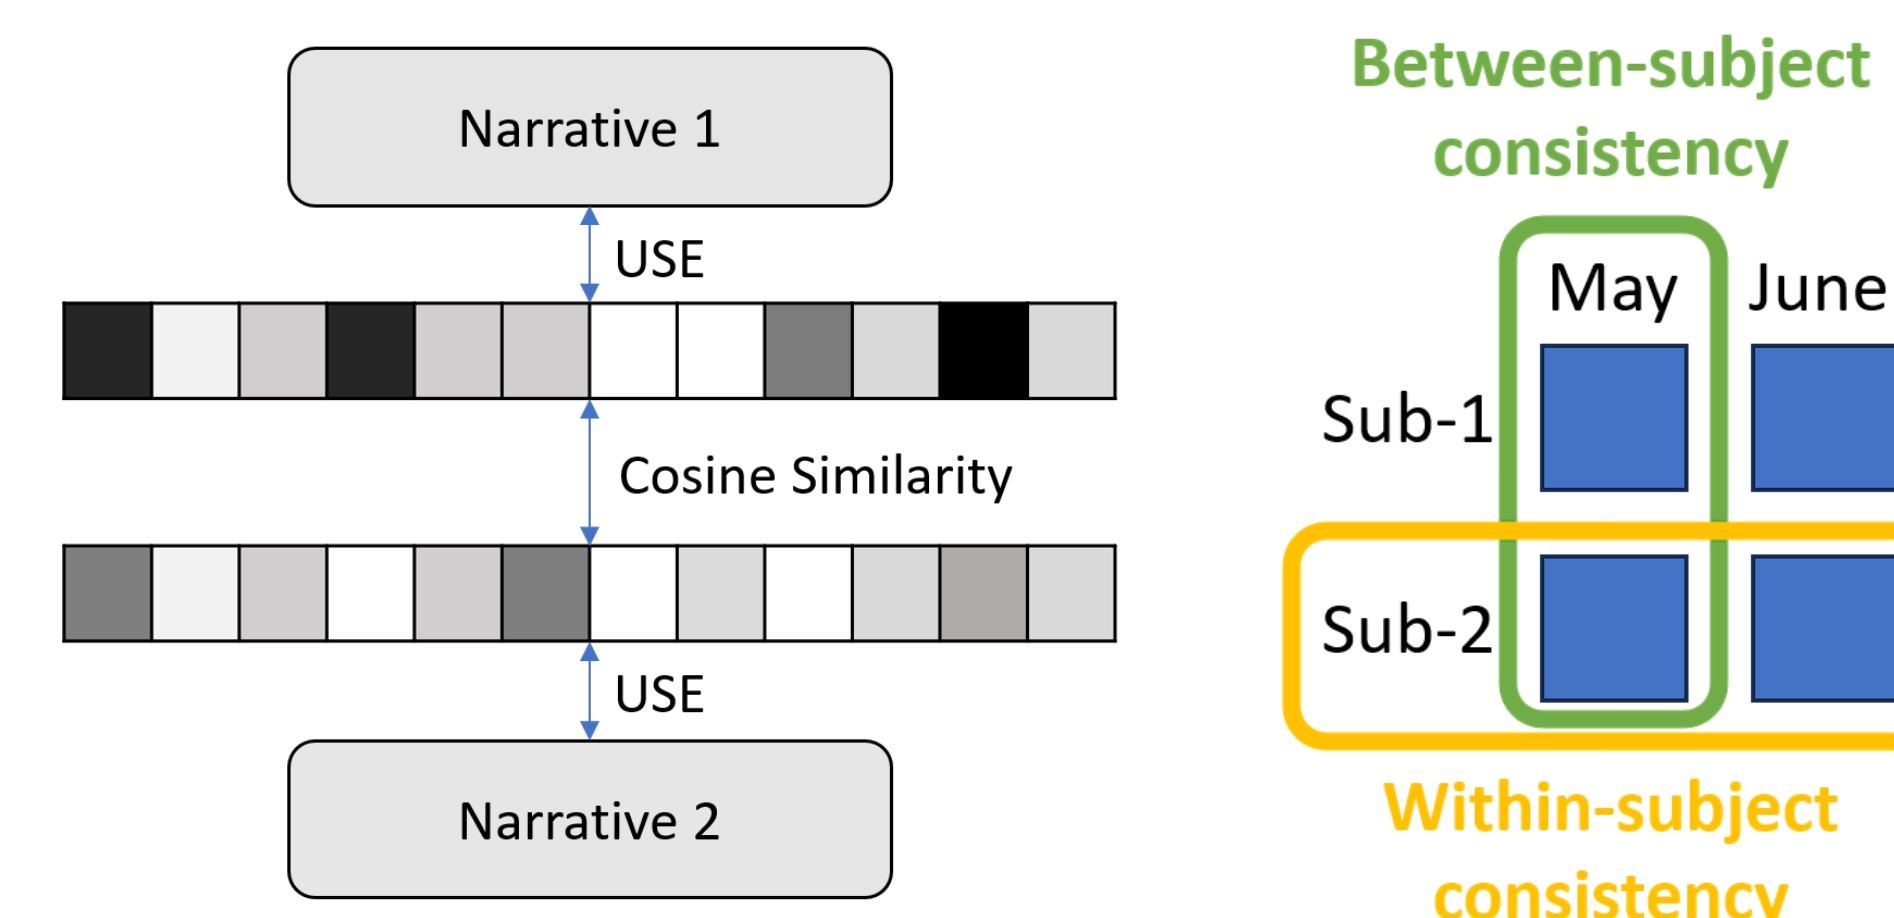 Narrative 1
USE
Cosine Similarity
USE
Narrative 2
Between-subject
consistency
May June
Sub-1
Sub-2
Within-subject
consistency